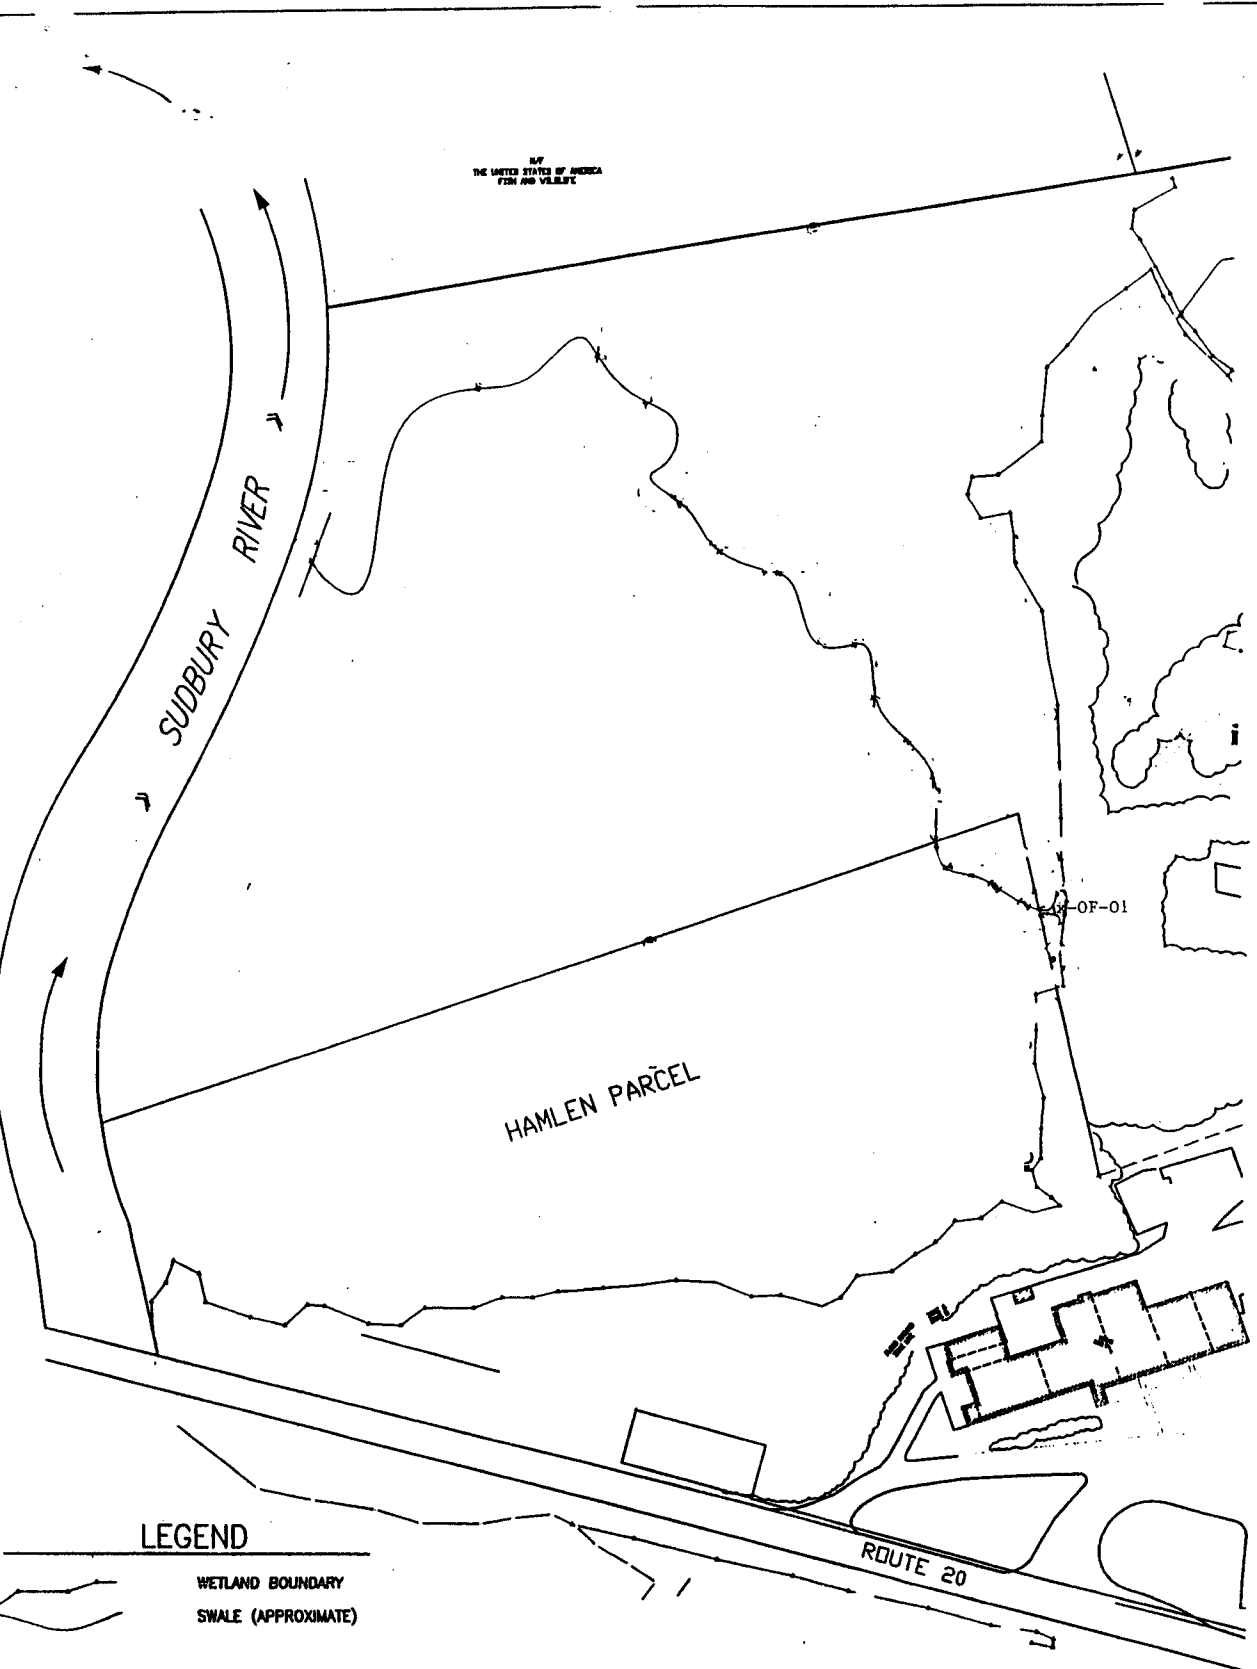 N/F
THE UNITED STATES OF AMERICA
FISH AND WILDLIFE
SUDBURY RIVER
X-OF-01
HAMLEN PARCEL
ROUTE 20
LEGEND
WETLAND BOUNDARY
SWALE (APPROXIMATE)